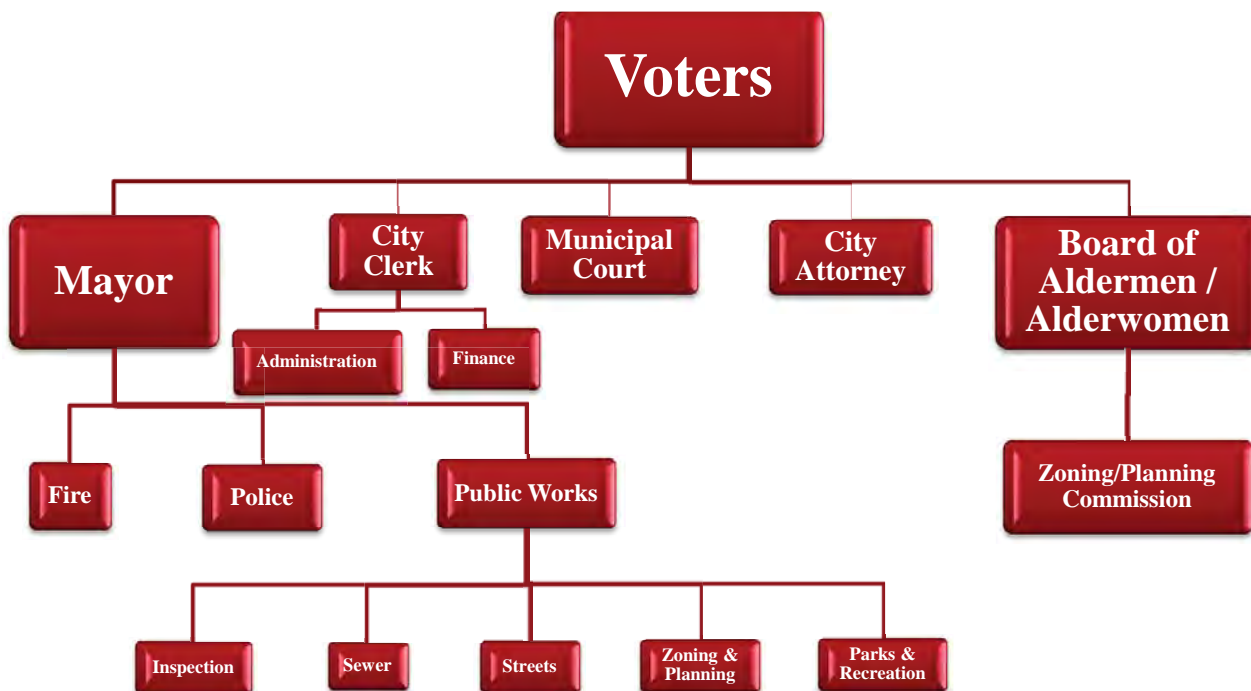 Voters
Mayor
City
Clerk
Municipal
Court
City
Attorney
Board of
Aldermen /
Alderwomen
Administration
Finance
Fire
Police
Public Works
Zoning/Planning
Commission
Inspection
Sewer
Streets
Zoning &
Planning
Parks &
Recreation